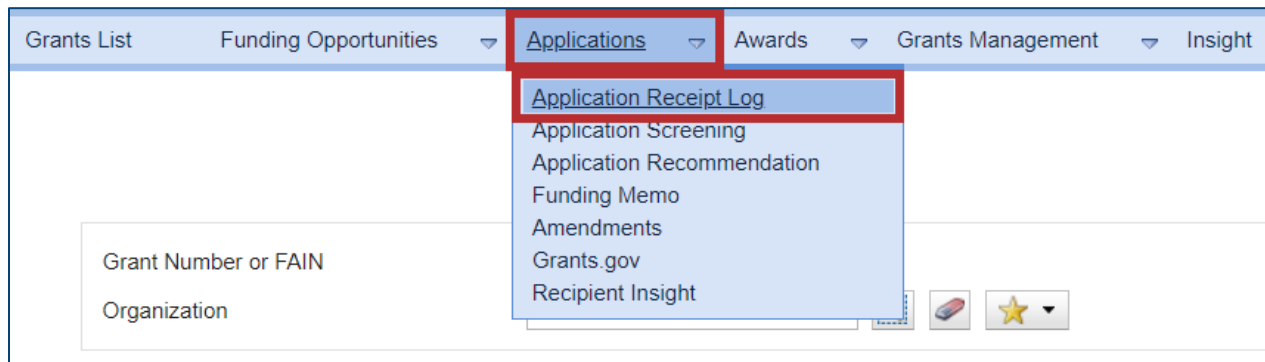 Grants List Funding Opportunities Applications Awards Grants Management Insight
Application Receipt Log
Application Screening
Application Recommendation
Funding Memo
Amendments
Grant Number or FAIN
Grants.gov
Recipient Insight
Organization